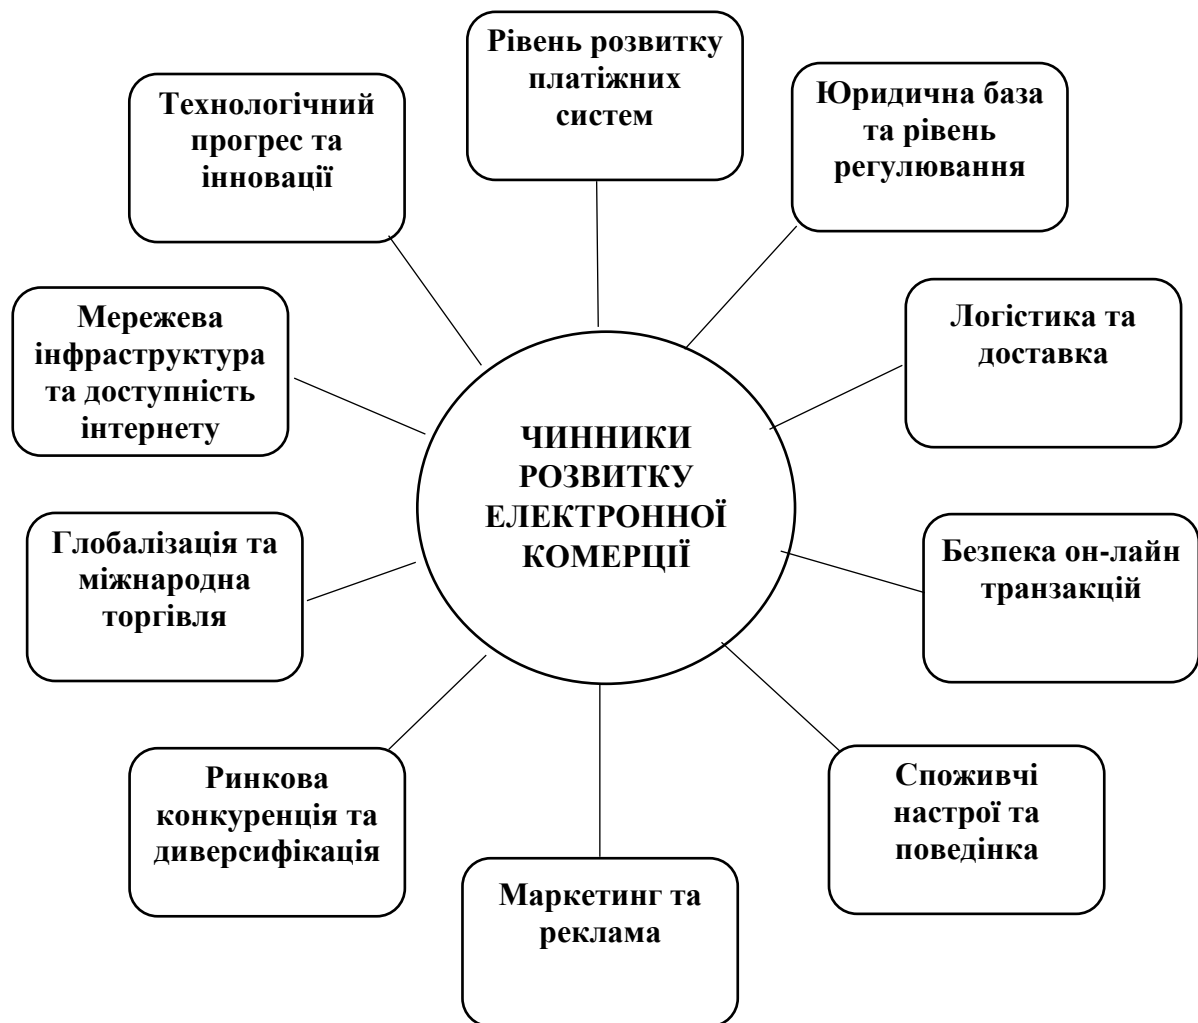 Рівень розвитку
платіжних
систем
Технологічний
прогрес та
інновації
Юридична база
та рівень
регулювання
Мережева
інфраструктура
та доступність
інтернету
Логістика та
доставка
ЧИННИКИ
РОЗВИТКУ
ЕЛЕКТРОННОЇ
КОМЕРЦІЇ
Глобалізація та
міжнародна
торгівля
Безпека он-лайн
транзакцій
Ринкова
конкуренція та
диверсифікація
Споживчі
настрої та
поведінка
Маркетинг та
реклама